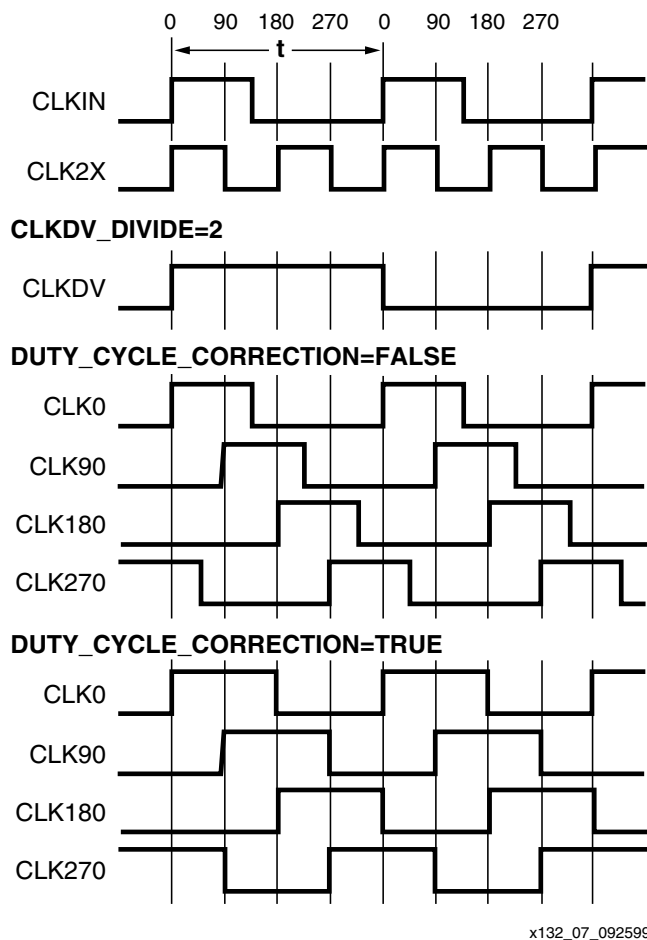 0 90 180 270 0 90 180 270
t
CLKIN
CLK2X
CLKDV_DIVIDE=2
CLKDV
DUTY_CYCLE_CORRECTION=FALSE
CLK0
CLK90
CLK180
CLK270
DUTY_CYCLE_CORRECTION=TRUE
CLK0
CLK90
CLK180
CLK270
x132_07_092599